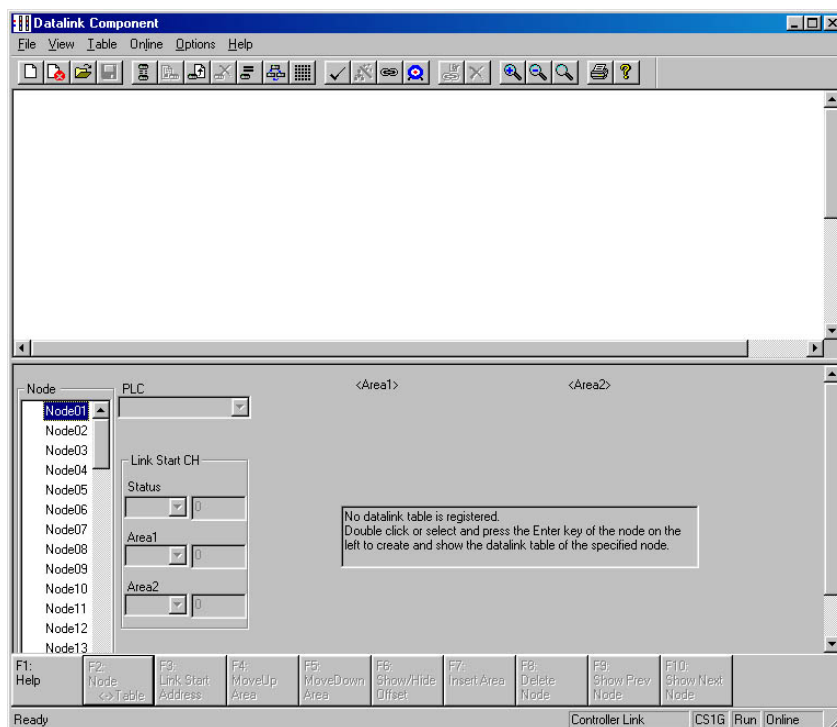 Datalink Component
File View Table Online Options Help
Node
Node01
Node02
Node03
Node04
Node05
Node06
Node07
Node08
Node09
Node10
Node11
Node12
Node13
PLC
Link Start CH
Status
0
Area1
0
Area2
0
<Area1> <Area2>
No datalink table is registered.
Double click or select and press the Enter key of the node on the
left to create and show the datalink table of the specified node.
F1:
Help
F2:
Node
<->Table
F3:
Link Start
Address
F4:
MoveUp
Area
F5:
MoveDown
Area
F6:
Show/Hide
Offset
F7:
Insert Area
F8:
Delete
Node
F9:
Show Prev
Node
F10:
Show Next
Node
Ready Controller Link CS1G Run Online